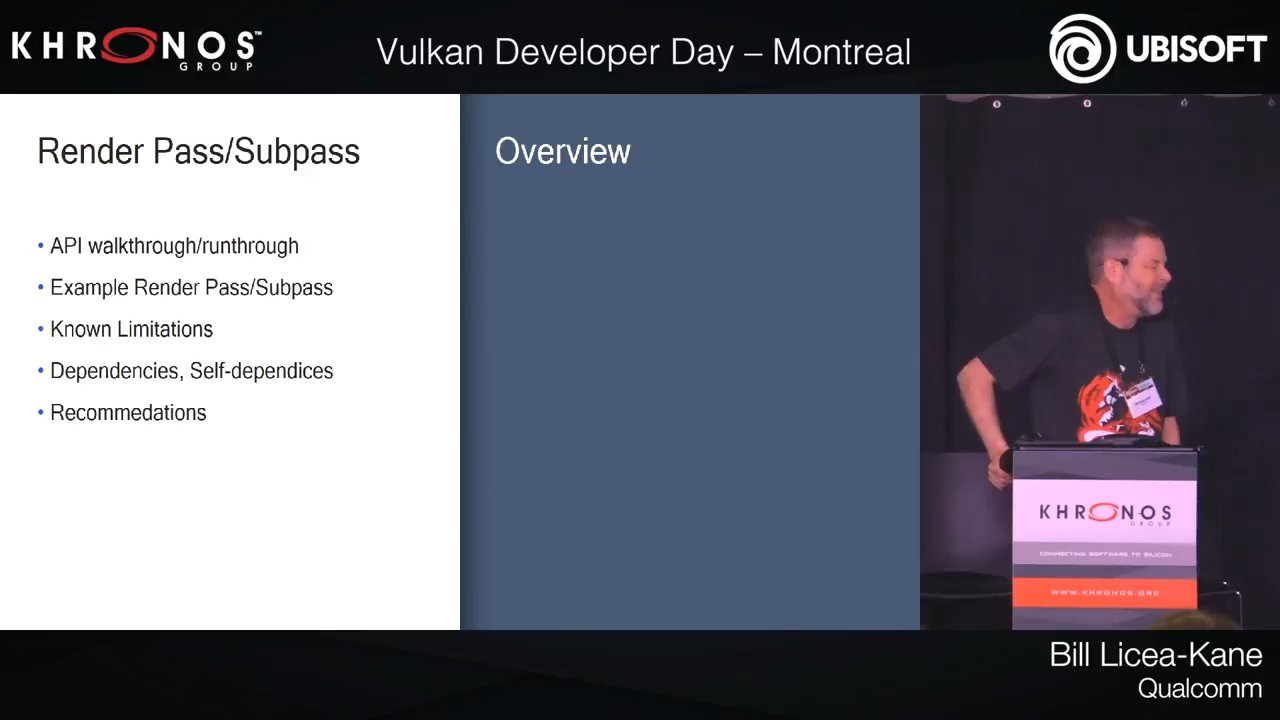 KHRONOS™
GROUP
Vulkan Developer Day – Montreal
UBISOFT
Render Pass/Subpass
• API walkthrough/runthrough
• Example Render Pass/Subpass
• Known Limitations
• Dependencies, Self-dependices
• Recommedations
Overview
KHRONOS
GROUP
CONNECTING SOFTWARE TO SILICON
WWW.KHRONOS.ORG
Bill Licea-Kane
Qualcomm